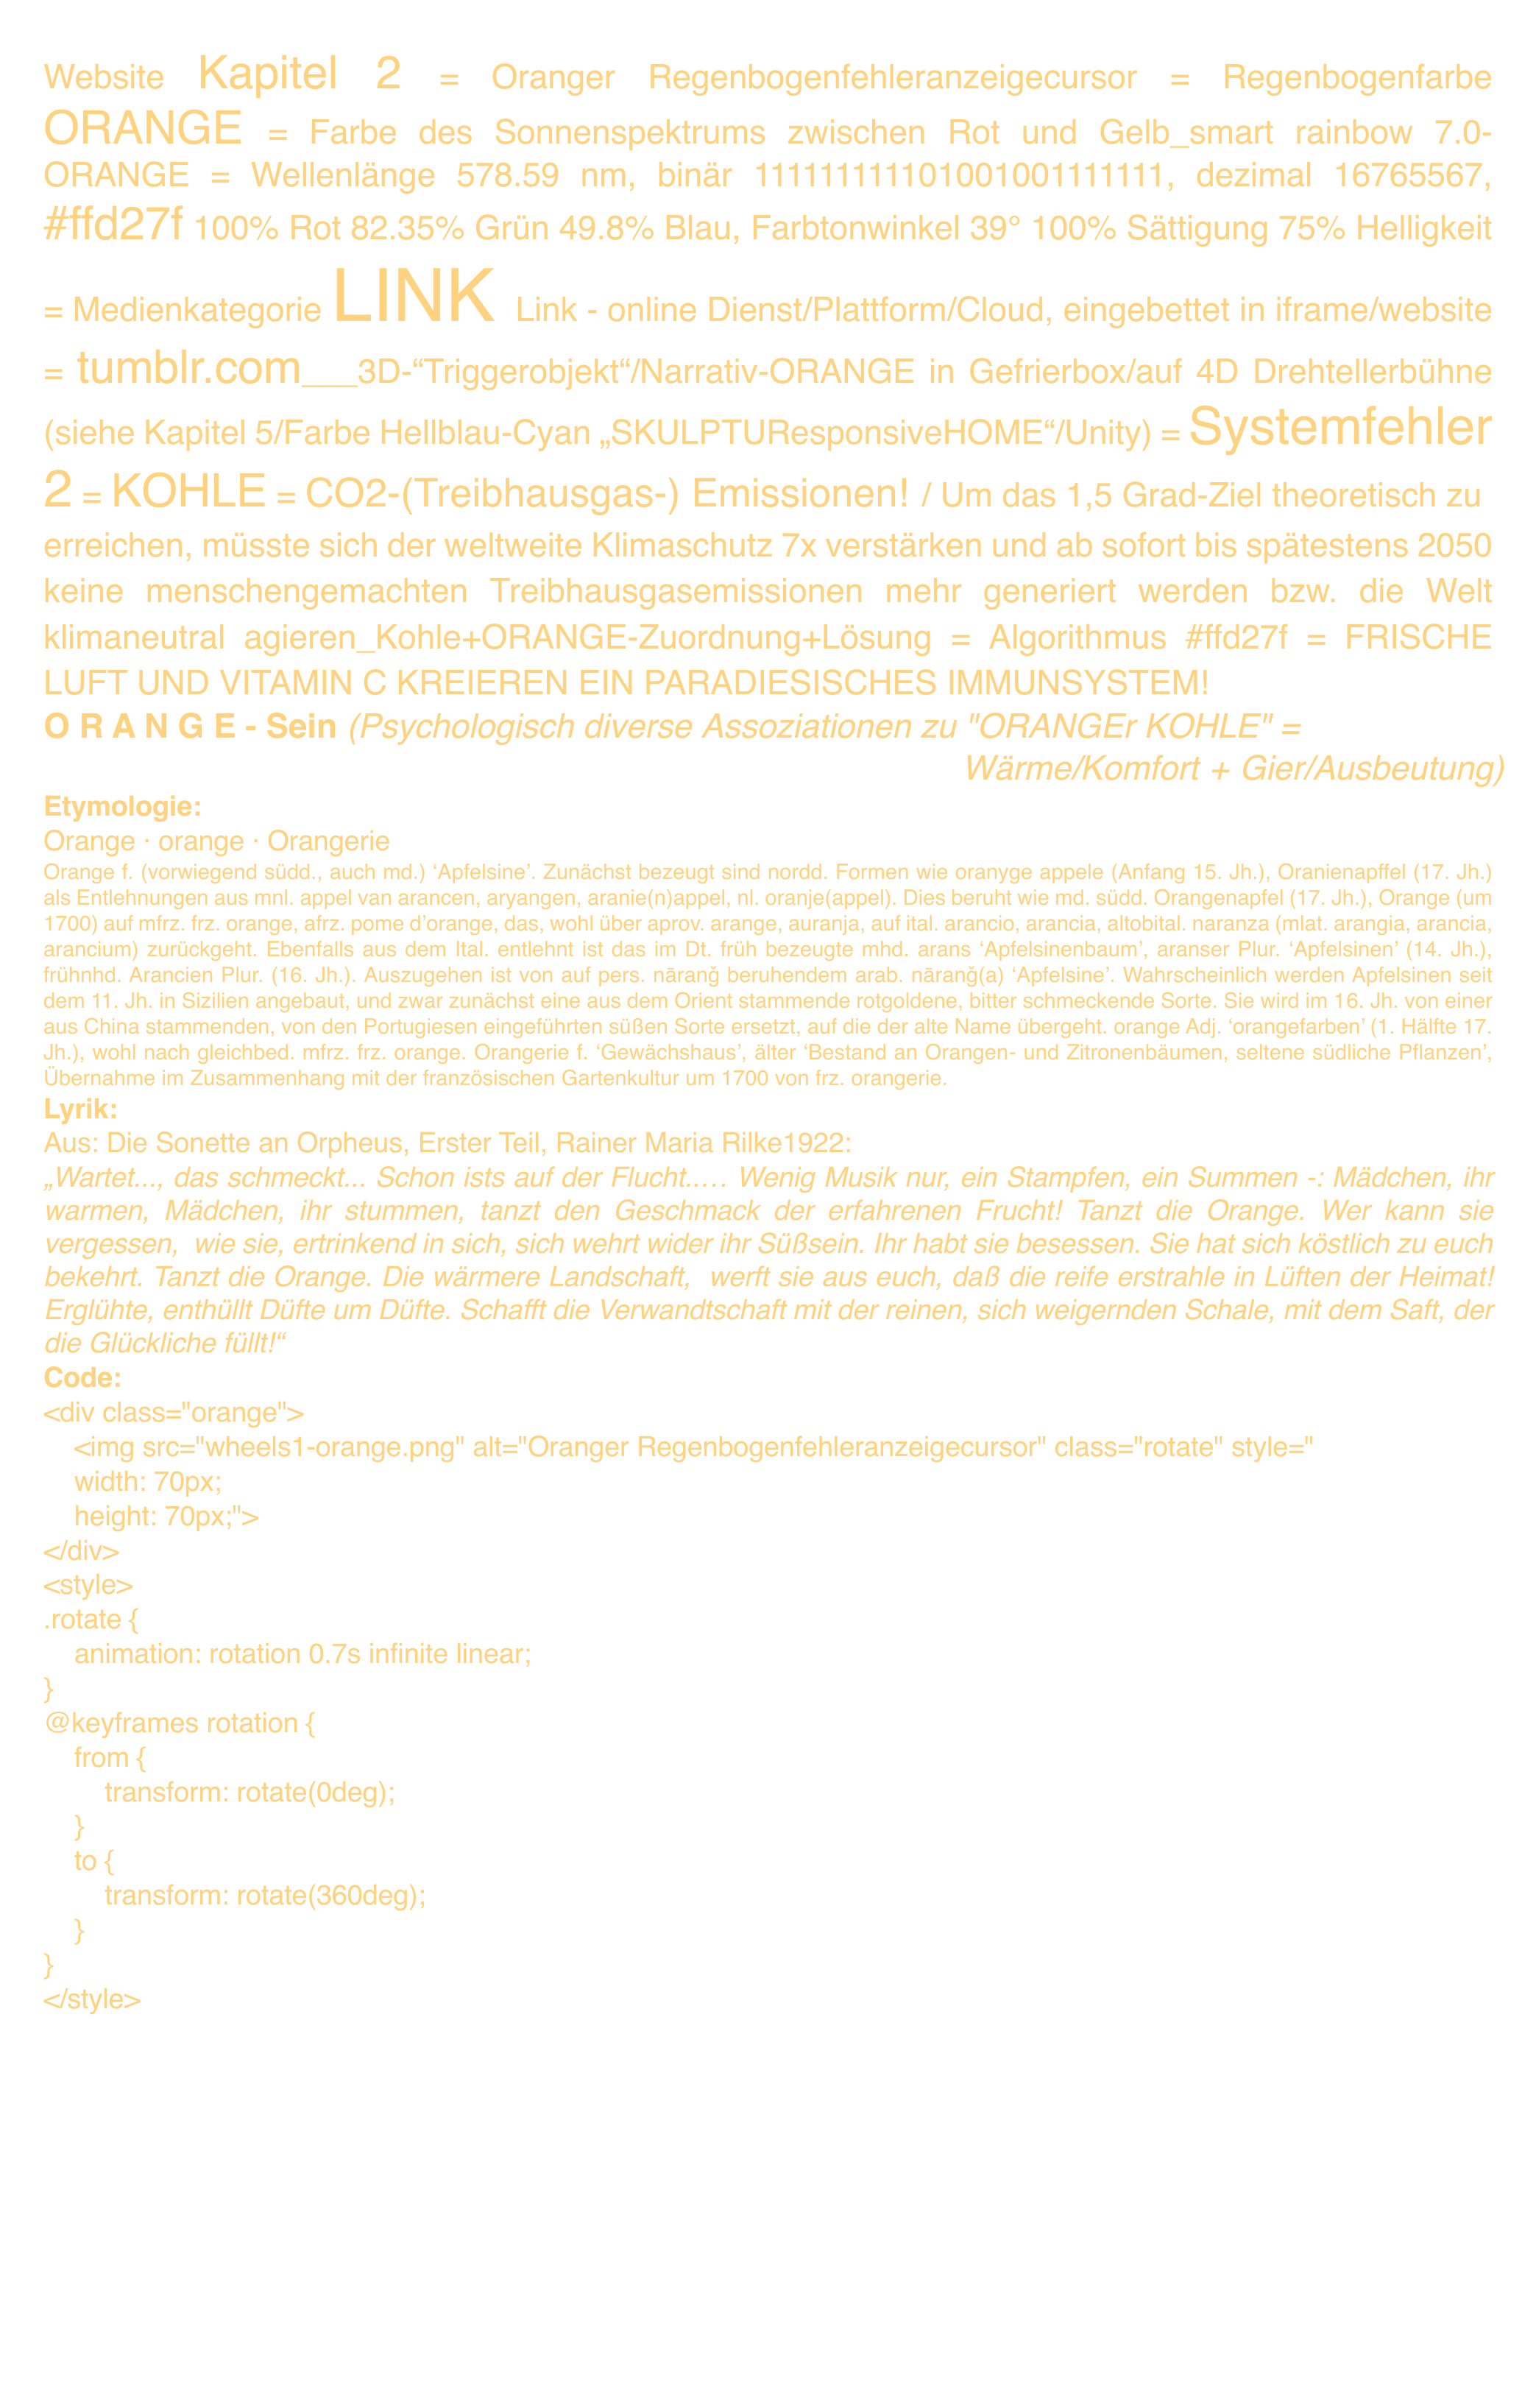 Website Kapitel 2 = Oranger Regenbogenfehleranzeigecursor = Regenbogenfarbe
ORANGE = Farbe des Sonnenspektrums zwischen Rot und Gelb_smart rainbow 7.0-
ORANGE = Wellenlänge 578.59 nm, binär 111111111101001001111111, dezimal 16765567,
#ffd27f 100% Rot 82.35% Grün 49.8% Blau, Farbtonwinkel 39° 100% Sättigung 75% Helligkeit
= Medienkategorie LINK Link - online Dienst/Plattform/Cloud, eingebettet in iframe/website
= tumblr.com___3D-“Triggerobjekt“/Narrativ-ORANGE in Gefrierbox/auf 4D Drehtellerbühne
(siehe Kapitel 5/Farbe Hellblau-Cyan „SKULPTUResponsiveHOME“/Unity) = Systemfehler
2 = KOHLE = CO2-(Treibhausgas-) Emissionen! / Um das 1,5 Grad-Ziel theoretisch zu
erreichen, müsste sich der weltweite Klimaschutz 7x verstärken und ab sofort bis spätestens 2050
keine menschengemachten Treibhausgasemissionen mehr generiert werden bzw. die Welt
klimaneutral agieren_Kohle+ORANGE-Zuordnung+Lösung = Algorithmus #ffd27f = FRISCHE
LUFT UND VITAMIN C KREIEREN EIN PARADIESISCHES IMMUNSYSTEM!
O R A N G E - Sein (Psychologisch diverse Assoziationen zu "ORANGEr KOHLE" =
Wärme/Komfort + Gier/Ausbeutung)
Etymologie:
Orange · orange · Orangerie
Orange f. (vorwiegend südd., auch md.) ‘Apfelsine’. Zunächst bezeugt sind nordd. Formen wie oranyge appele (Anfang 15. Jh.), Oranienapffel (17. Jh.)
als Entlehnungen aus mnl. appel van arancen, aryangen, aranie(n)appel, nl. oranje(appel). Dies beruht wie md. südd. Orangenapfel (17. Jh.), Orange (um
1700) auf mfrz. frz. orange, afrz. pome d’orange, das, wohl über aprov. arange, auranja, auf ital. arancio, arancia, altobital. naranza (mlat. arangia, arancia,
arancium) zurückgeht. Ebenfalls aus dem Ital. entlehnt ist das im Dt. früh bezeugte mhd. arans ‘Apfelsinenbaum’, aranser Plur. ‘Apfelsinen’ (14. Jh.),
frühnhd. Arancien Plur. (16. Jh.). Auszugehen ist von auf pers. nāranǧ beruhendem arab. nāranǧ(a) ‘Apfelsine’. Wahrscheinlich werden Apfelsinen seit
dem 11. Jh. in Sizilien angebaut, und zwar zunächst eine aus dem Orient stammende rotgoldene, bitter schmeckende Sorte. Sie wird im 16. Jh. von einer
aus China stammenden, von den Portugiesen eingeführten süßen Sorte ersetzt, auf die der alte Name übergeht. orange Adj. ‘orangefarben’ (1. Hälfte 17.
Jh.), wohl nach gleichbed. mfrz. frz. orange. Orangerie f. ‘Gewächshaus’, älter ‘Bestand an Orangen- und Zitronenbäumen, seltene südliche Pflanzen’,
Übernahme im Zusammenhang mit der französischen Gartenkultur um 1700 von frz. orangerie.
Lyrik:
Aus: Die Sonette an Orpheus, Erster Teil, Rainer Maria Rilke1922:
„Wartet..., das schmeckt... Schon ists auf der Flucht..… Wenig Musik nur, ein Stampfen, ein Summen -: Mädchen, ihr
warmen, Mädchen, ihr stummen, tanzt den Geschmack der erfahrenen Frucht! Tanzt die Orange. Wer kann sie
vergessen, wie sie, ertrinkend in sich, sich wehrt wider ihr Süßsein. Ihr habt sie besessen. Sie hat sich köstlich zu euch
bekehrt. Tanzt die Orange. Die wärmere Landschaft, werft sie aus euch, daß die reife erstrahle in Lüften der Heimat!
Erglühte, enthüllt Düfte um Düfte. Schafft die Verwandtschaft mit der reinen, sich weigernden Schale, mit dem Saft, der
die Glückliche füllt!“
Code:
<div class="orange">
<img src="wheels1-orange.png" alt="Oranger Regenbogenfehleranzeigecursor" class="rotate" style="
width: 70px;
height: 70px;">
</div>
<style>
.rotate {
animation: rotation 0.7s infinite linear;
}
@keyframes rotation {
from {
transform: rotate(0deg);
}
to {
transform: rotate(360deg);
}
}
</style>